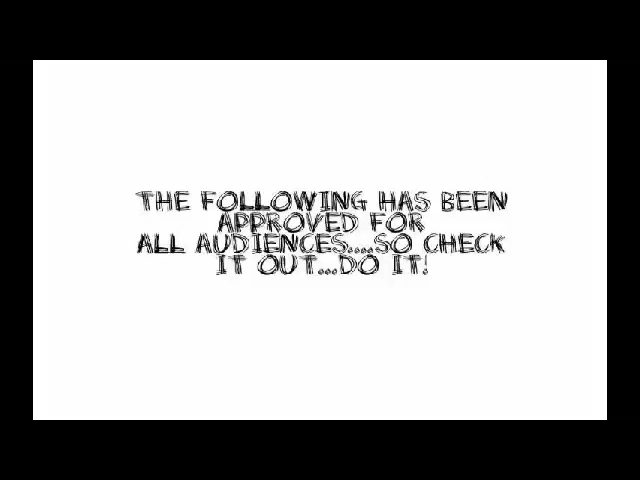 THE FOLLOWING HAS BEEN
APPROVED FOR
ALL AUDIENCES....SO CHECK
IT OUT...DO IT!